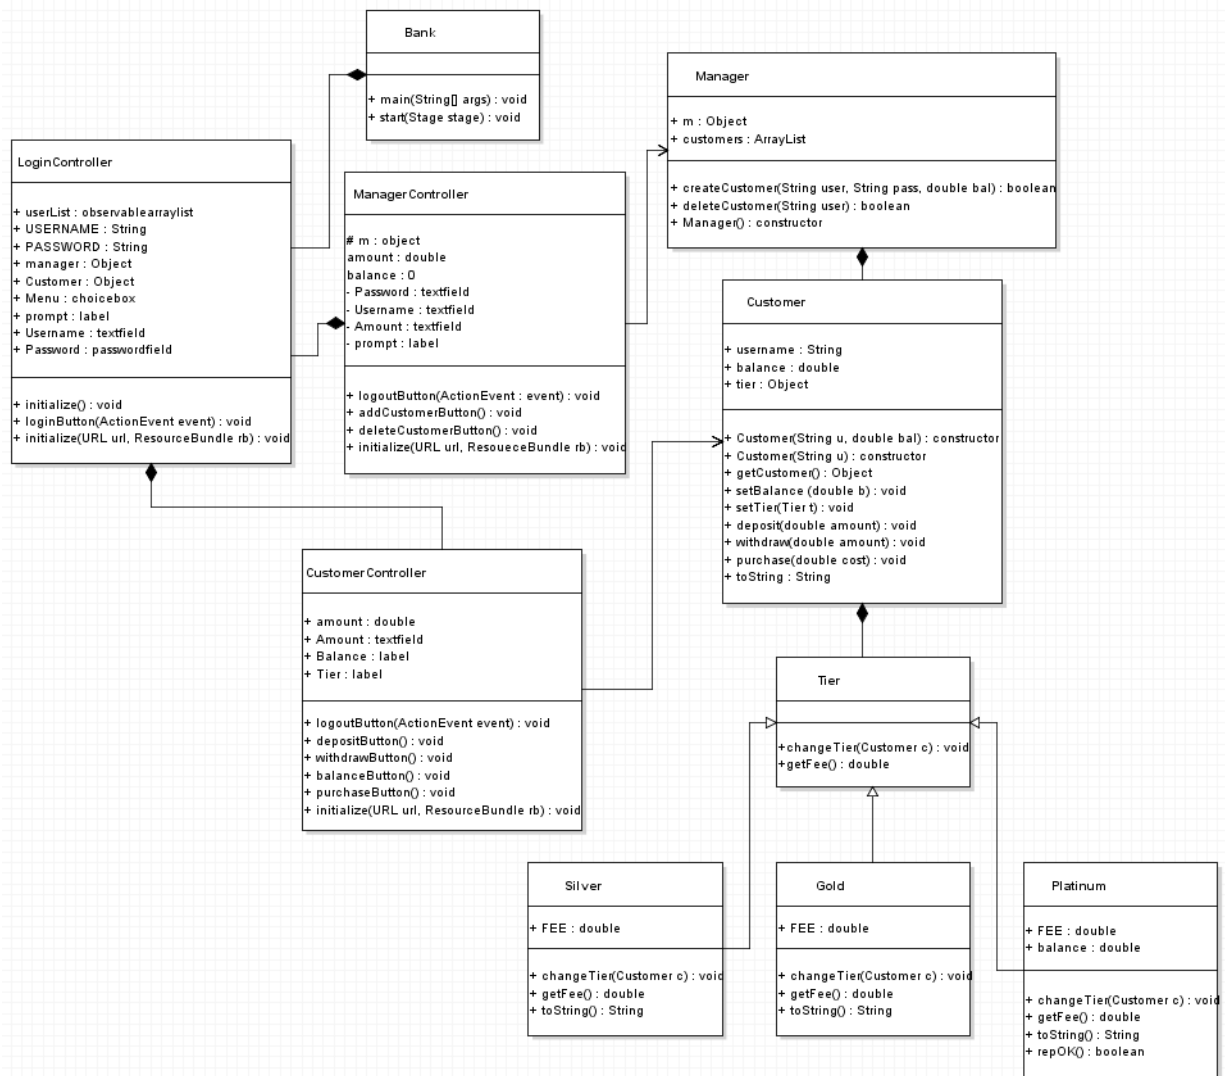 Bank
+ main(String[] args) : void
+ start(Stage stage) : void
Manager
+ m : Object
+ customers : ArrayList
+ createCustomer(String user, String pass, double bal) : boolean
+ deleteCustomer(String user) : boolean
+ Manager() : constructor
LoginController
+ userList : observablearraylist
+ USERNAME : String
+ PASSWORD : String
+ manager : Object
+ Customer : Object
+ Menu : choicebox
+ prompt : label
+ Username : textfield
+ Password : passwordfield
+ initialize() : void
+ loginButton(ActionEvent event) : void
+ initialize(URL url, ResourceBundle rb) : void
ManagerController
# m : object
amount : double
balance : 0
- Password : textfield
- Username : textfield
- Amount : textfield
- prompt : label
+ logoutButton(ActionEvent : event) : void
+ addCustomerButton() : void
+ deleteCustomerButton() : void
+ initialize(URL url, ResoueceBundle rb) : void
Customer
+ username : String
+ balance : double
+ tier : Object
+ Customer(String u, double bal) : constructor
+ Customer(String u) : constructor
+ getCustomer() : Object
+ setBalance (double b) : void
+ setTier(Tier t) : void
+ deposit(double amount) : void
+ withdraw(double amount) : void
+ purchase(double cost) : void
+ toString : String
CustomerController
+ amount : double
+ Amount : textfield
+ Balance : label
+ Tier : label
+ logoutButton(ActionEvent event) : void
+ depositButton() : void
+ withdrawButton() : void
+ balanceButton() : void
+ purchaseButton() : void
+ initialize(URL url, ResourceBundle rb) : void
Tier
+changeTier(Customer c) : void
+getFee() : double
Silver
+ FEE : double
+ changeTier(Customer c) : void
+ getFee() : double
+ toString() : String
Gold
+ FEE : double
+ changeTier(Customer c) : void
+ getFee() : double
+ toString() : String
Platinum
+ FEE : double
+ balance : double
+ changeTier(Customer c) : void
+ getFee() : double
+ toString() : String
+ repOK() : boolean